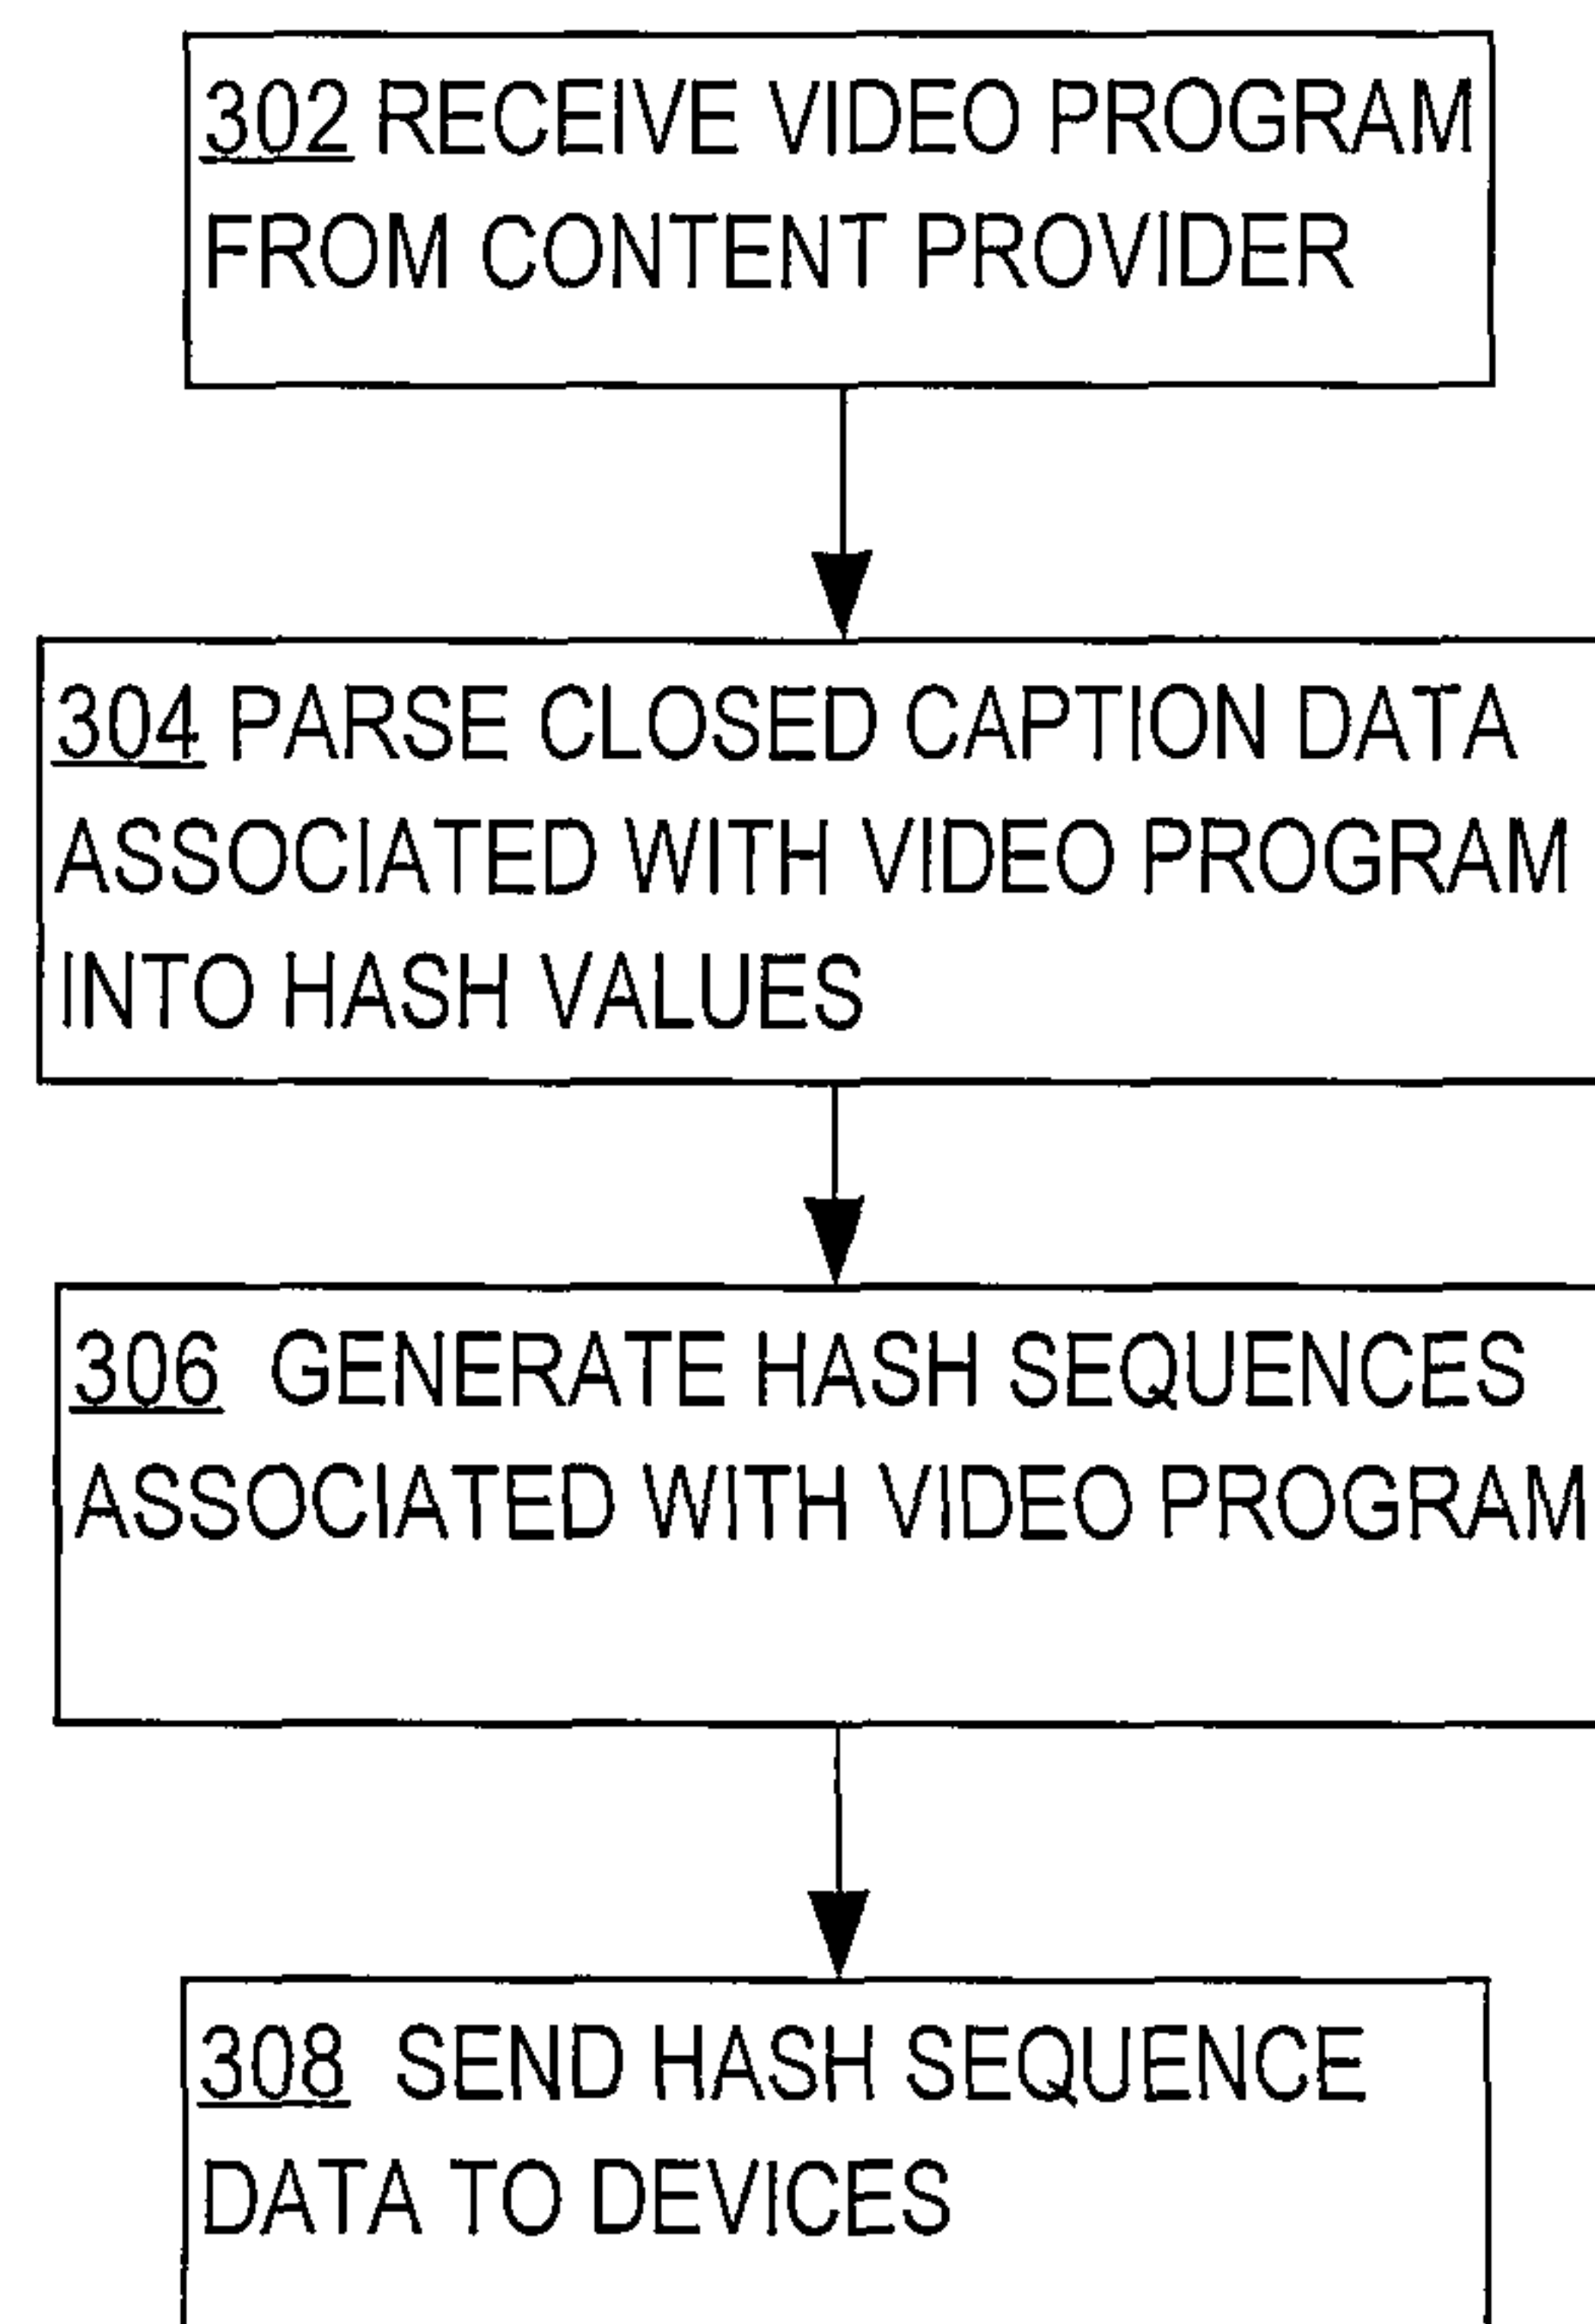 302 RECEIVE VIDEO PROGRAM
FROM CONTENT PROVIDER
304 PARSE CLOSED CAPTION DATA
ASSOCIATED WITH VIDEO PROGRAM
INTO HASH VALUES
306 GENERATE HASH SEQUENCES
ASSOCIATED WITH VIDEO PROGRAM
308 SEND HASH SEQUENCE
DATA TO DEVICES